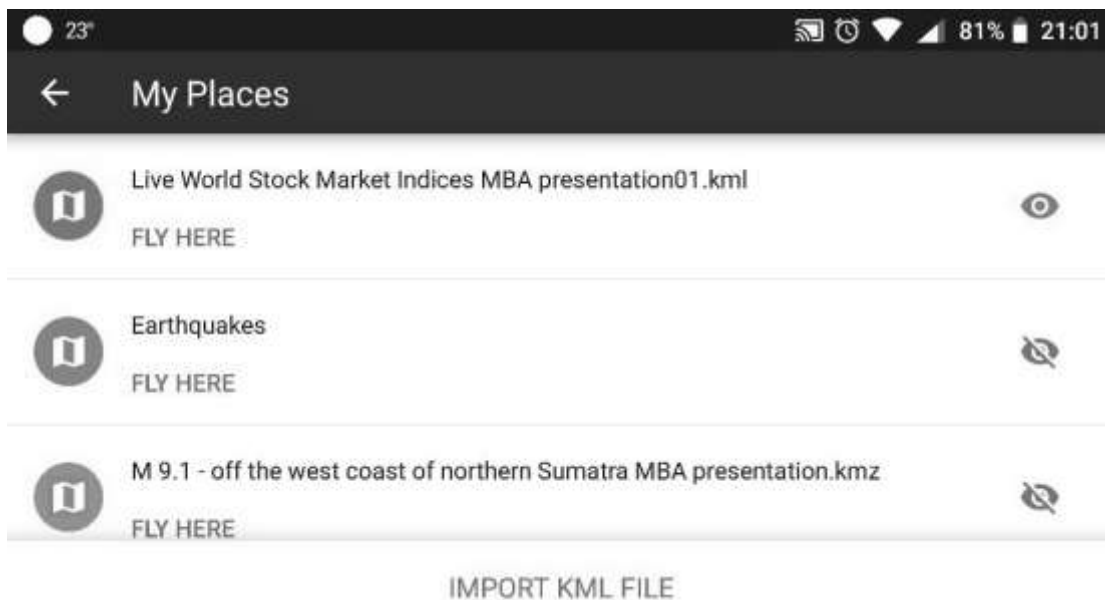 23°
81% 21:01
My Places
Live World Stock Market Indices MBA presentation01.kml
FLY HERE
Earthquakes
FLY HERE
M 9.1 - off the west coast of northern Sumatra MBA presentation.kmz
FLY HERE
IMPORT KML FILE